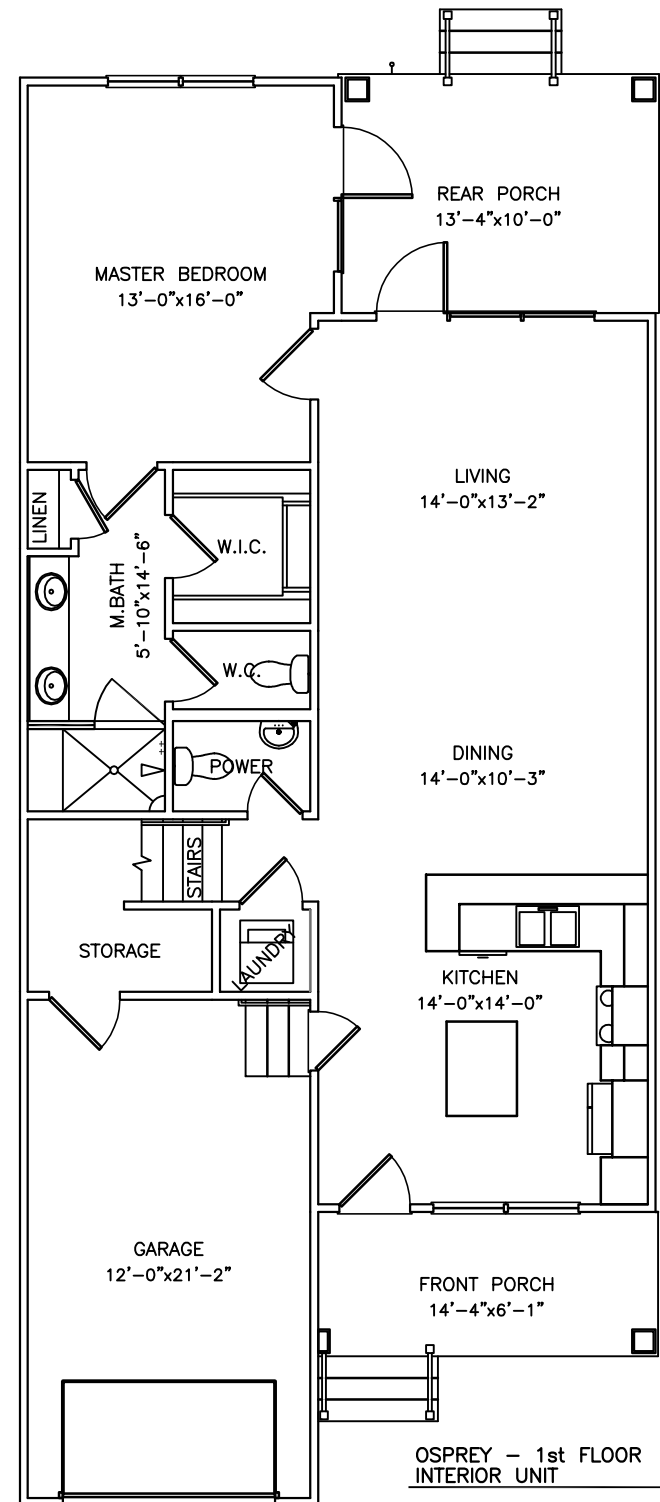 REAR PORCH
13'-4"x10'-0"
MASTER BEDROOM
13'-0"x16'-0"
LIVING
14'-0"x13'-2"
LINEN
M.BATH
5'-10"x14'-6"
W.I.C.
W.C.
POWER
DINING
14'-0"x10'-3"
STAIRS
STORAGE
LAUNDRY
KITCHEN
14'-0"x14'-0"
GARAGE
12'-0"x21'-2"
FRONT PORCH
14'-4"x6'-1"
OSPREY - 1st FLOOR
INTERIOR UNIT